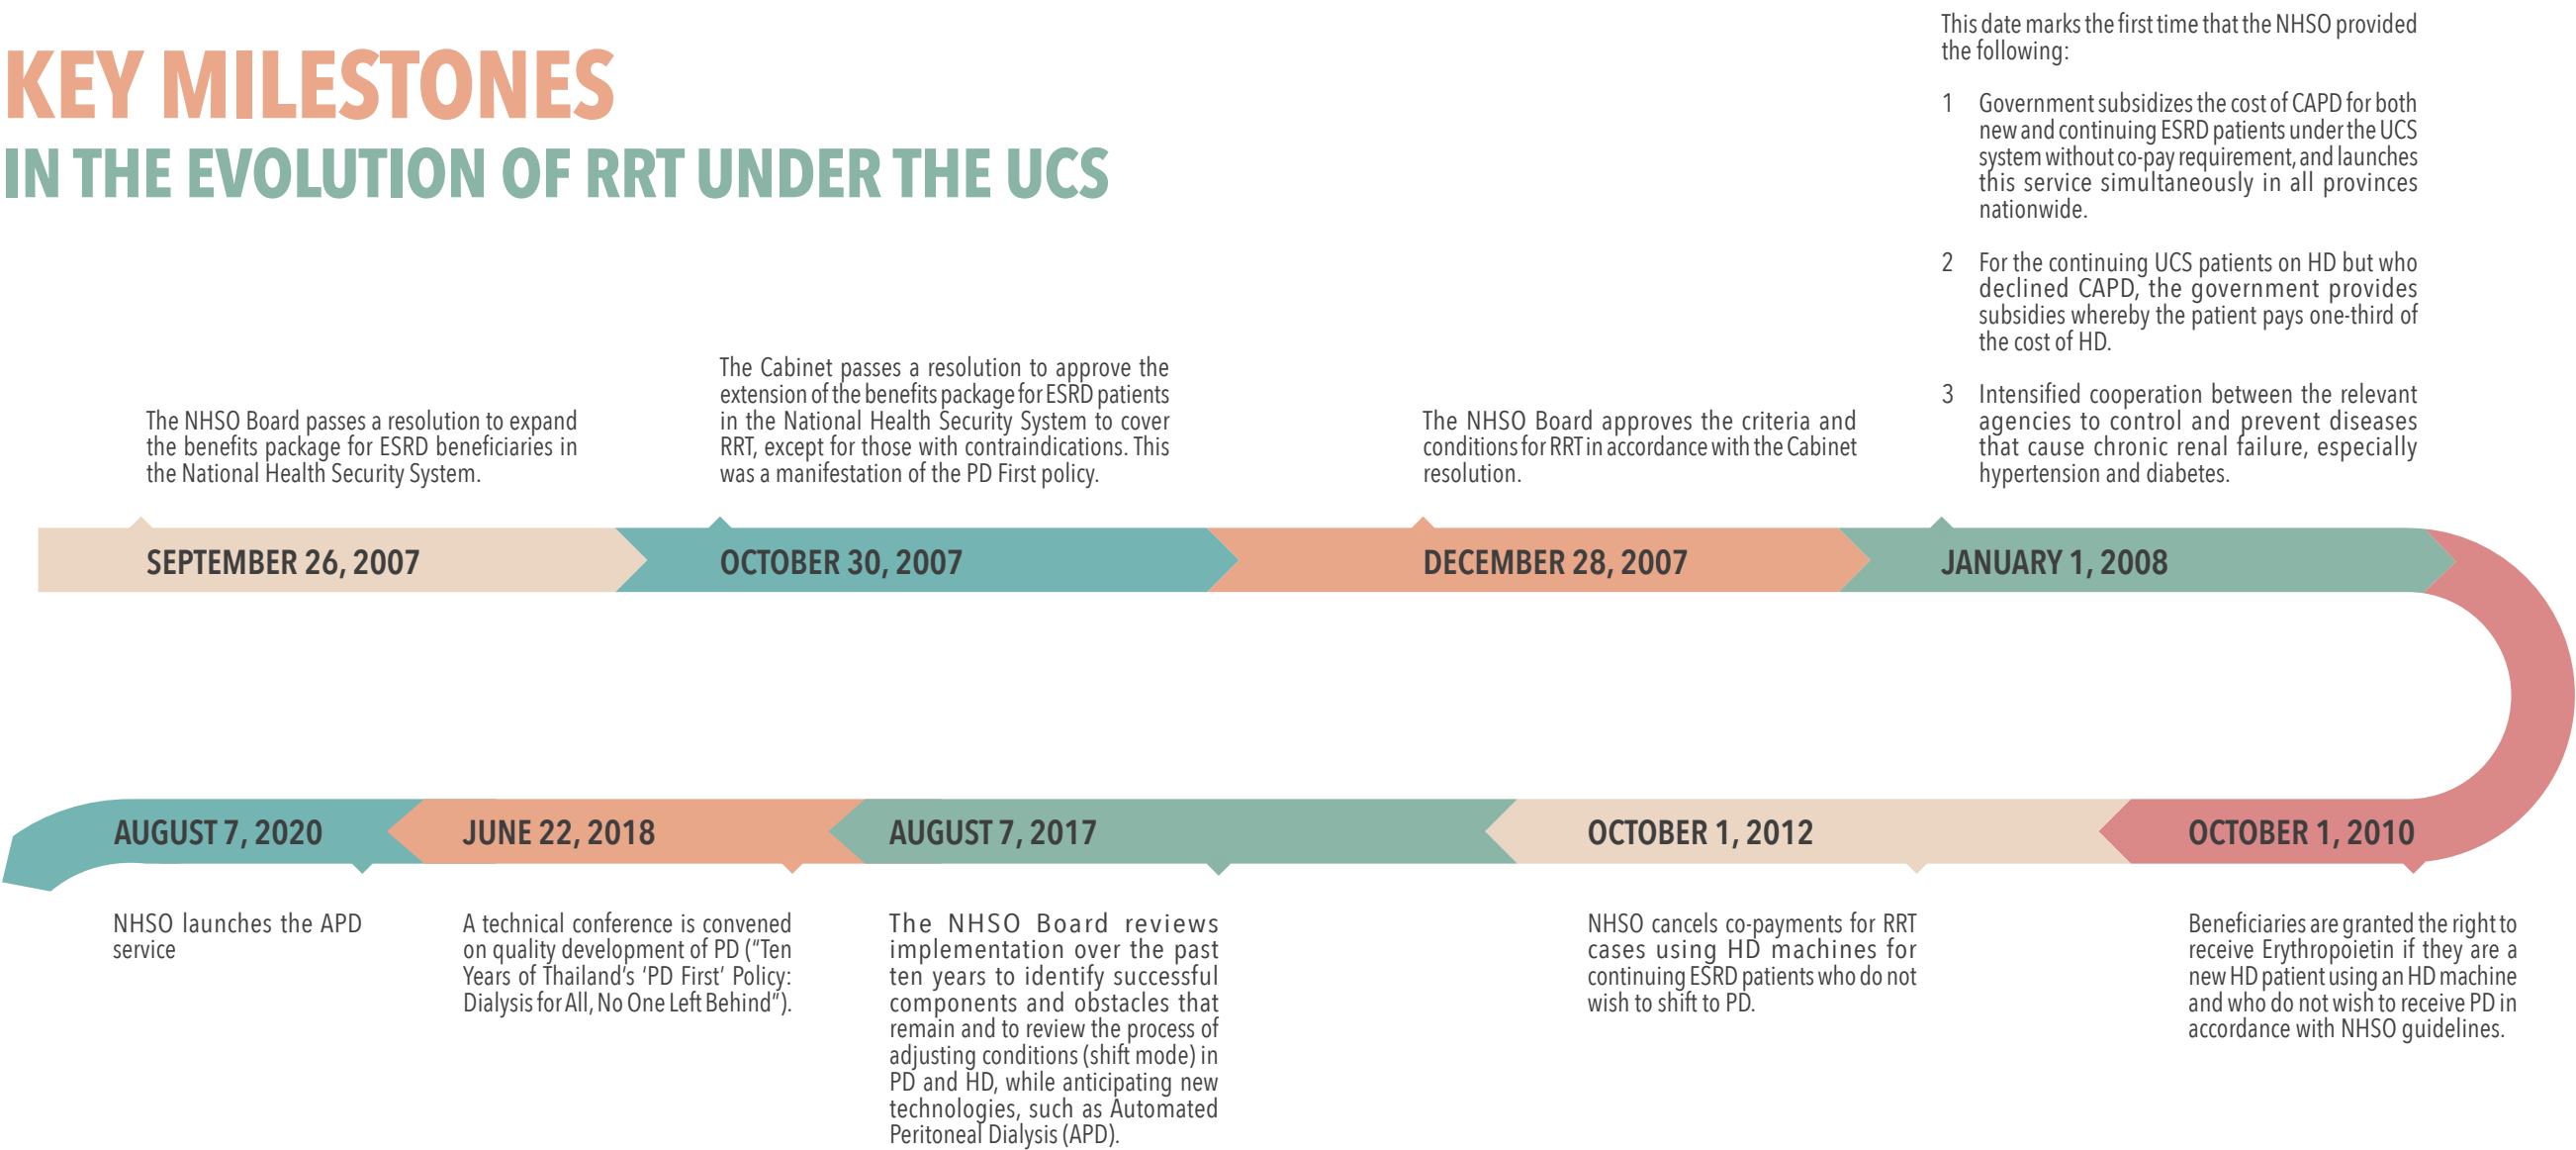 KEY MILESTONES
IN THE EVOLUTION OF RRT UNDER THE UCS
The NHSO Board passes a resolution to expand
the benefits package for ESRD beneficiaries in
the National Health Security System.
SEPTEMBER 26, 2007
The Cabinet passes a resolution to approve the
extension of the benefits package for ESRD patients
in the National Health Security System to cover
RRT, except for those with contraindications. This
was a manifestation of the PD First policy.
OCTOBER 30, 2007
The NHSO Board approves the criteria and
conditions for RRT in accordance with the Cabinet
resolution.
DECEMBER 28, 2007
This date marks the first time that the NHSO provided
the following:
1 Government subsidizes the cost of CAPD for both
new and continuing ESRD patients under the UCS
system without co-pay requirement, and launches
this service simultaneously in all provinces
nationwide.
2 For the continuing UCS patients on HD but who
declined CAPD, the government provides
subsidies whereby the patient pays one-third of
the cost of HD.
3 Intensified cooperation between the relevant
agencies to control and prevent diseases
that cause chronic renal failure, especially
hypertension and diabetes.
JANUARY 1, 2008
OCTOBER 1, 2010
Beneficiaries are granted the right to
receive Erythropoietin if they are a
new HD patient using an HD machine
and who do not wish to receive PD in
accordance with NHSO guidelines.
OCTOBER 1, 2012
NHSO cancels co-payments for RRT
cases using HD machines for
continuing ESRD patients who do not
wish to shift to PD.
AUGUST 7, 2017
The NHSO Board reviews
implementation over the past
ten years to identify successful
components and obstacles that
remain and to review the process of
adjusting conditions (shift mode) in
PD and HD, while anticipating new
technologies, such as Automated
Peritoneal Dialysis (APD).
JUNE 22, 2018
A technical conference is convened
on quality development of PD (“Ten
Years of Thailand’s ‘PD First’ Policy:
Dialysis for All, No One Left Behind”).
AUGUST 7, 2020
NHSO launches the APD
service